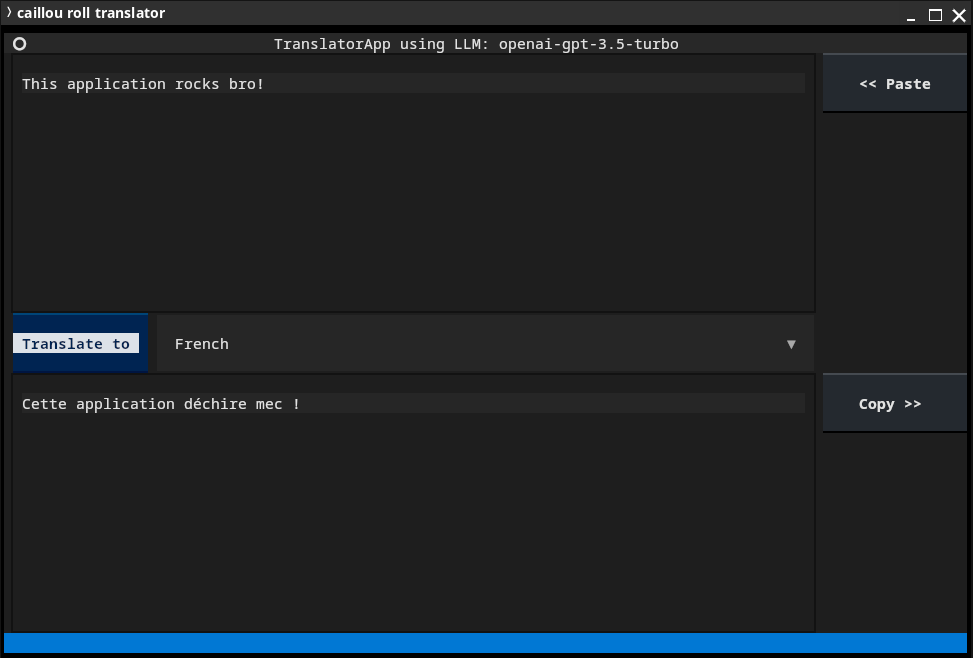 caillou roll translator
TranslatorApp using LLM: openai-gpt-3.5-turbo
This application rocks bro!
<< Paste
Translate to
French
Cette application déchire mec !
Copy >>